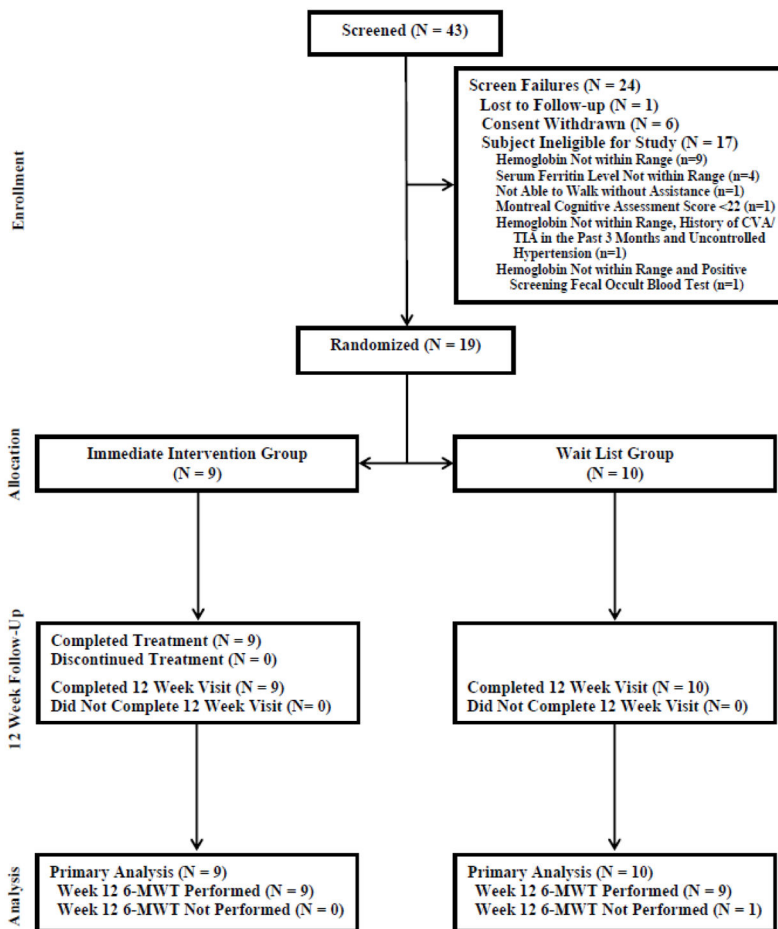 Screened (N = 43)
Enrollment
Screen Failures (N = 24)
Lost to Follow-up (N = 1)
Consent Withdrawn (N = 6)
Subject Ineligible for Study (N = 17)
Hemoglobin Not within Range (n=9)
Serum Ferritin Level Not within Range (n=4)
Not Able to Walk without Assistance (n=1)
Montreal Cognitive Assessment Score <22 (n=1)
Hemoglobin Not within Range, History of CVA/
TIA in the Past 3 Months and Uncontrolled
Hypertension (n=1)
Hemoglobin Not within Range and Positive
Screening Fecal Occult Blood Test (n=1)
Randomized (N = 19)
Allocation
Immediate Intervention Group
(N = 9)
Wait List Group
(N = 10)
12 Week Follow-Up
Completed Treatment (N = 9)
Discontinued Treatment (N = 0)
Completed 12 Week Visit (N = 9)
Did Not Complete 12 Week Visit (N= 0)
Completed 12 Week Visit (N = 10)
Did Not Complete 12 Week Visit (N= 0)
Analysis
Primary Analysis (N = 9)
Week 12 6-MWT Performed (N = 9)
Week 12 6-MWT Not Performed (N = 0)
Primary Analysis (N = 10)
Week 12 6-MWT Performed (N = 9)
Week 12 6-MWT Not Performed (N = 1)